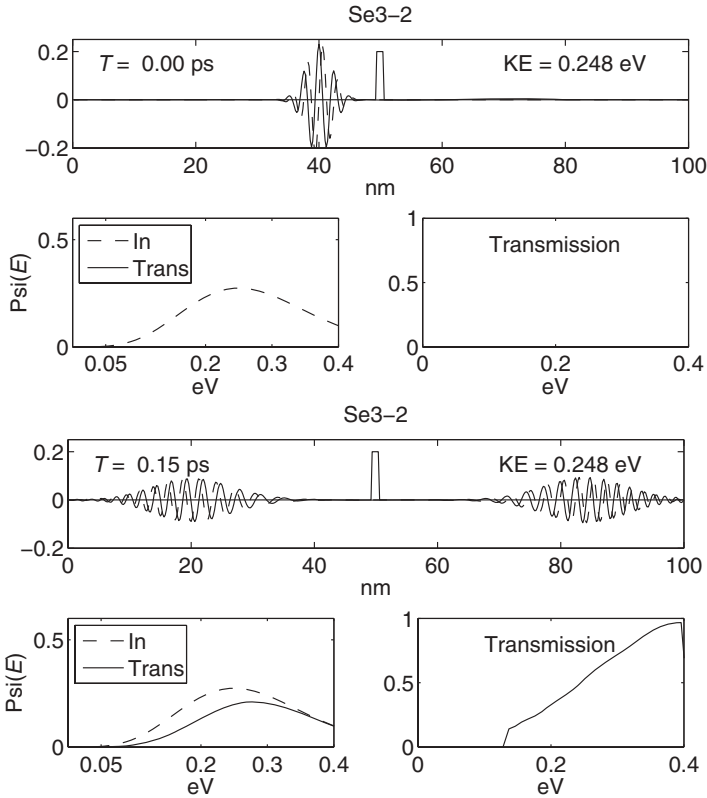 Se3−2
0.2
T = 0.00 ps
KE = 0.248 eV
0
−0.2
0 20 40 60 80 100
nm
0.5
In
Trans
Psi(E)
0
0.05 0.2 0.3 0.4
eV
1
Transmission
0.5
0
0 0.2 0.4
eV
Se3−2
0.2
T = 0.15 ps
KE = 0.248 eV
0
−0.2
0 20 40 60 80 100
nm
0.5
In
Trans
Psi(E)
0
0.05 0.2 0.3 0.4
eV
1
Transmission
0.5
0
0 0.2 0.4
eV